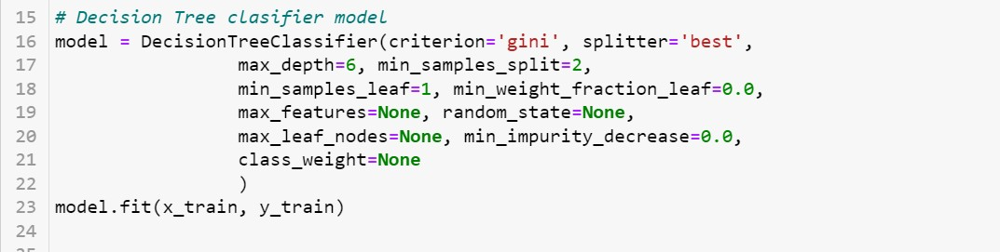 15 # Decision Tree clasifier model
16 model = DecisionTreeClassifier(criterion='gini', splitter='best',
17 max_depth=6, min_samples_split=2,
18 min_samples_leaf=1, min_weight_fraction_leaf=0.0,
19 max_features=None, random_state=None,
20 max_leaf_nodes=None, min_impurity_decrease=0.0,
21 class_weight=None
22 )
23 model.fit(x_train, y_train)
24